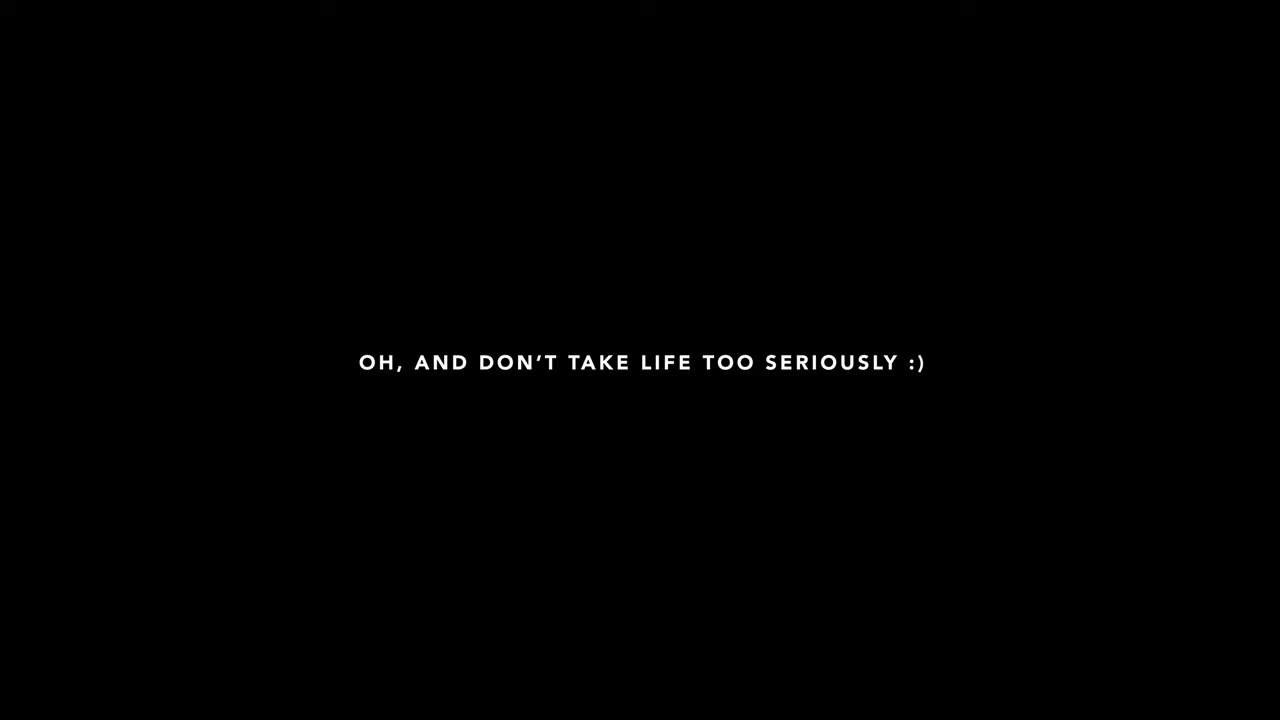 OH, AND DON’T TAKE LIFE TOO SERIOUSLY :)